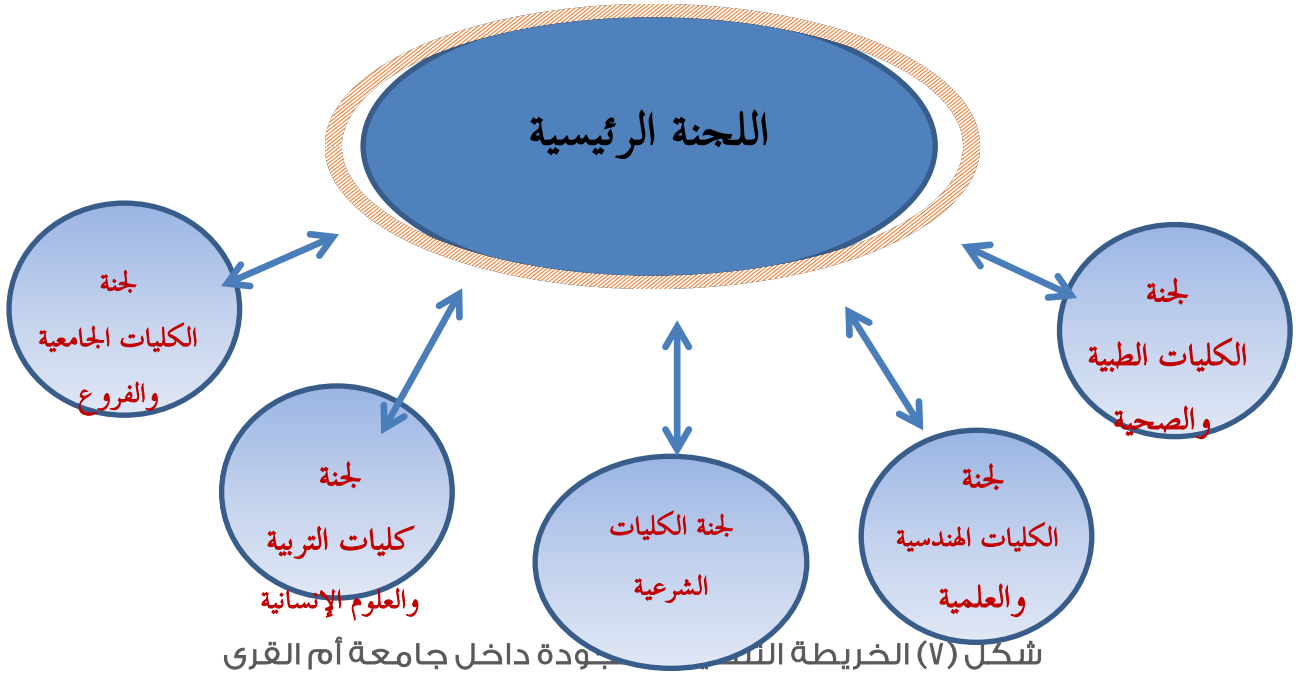 اللجنة الرئيسية
لجنة
الكليات الطبية
والصحية
لجنة
الكليات الهندسية
والعلمية
لجنة الكليات
الشرعية
لجنة
كليات التربية
والعلوم الإنسانية
لجنة
الكليات الجامعية
والفروع
شكل (٧) الخريطة داخل جامعة أم القرى